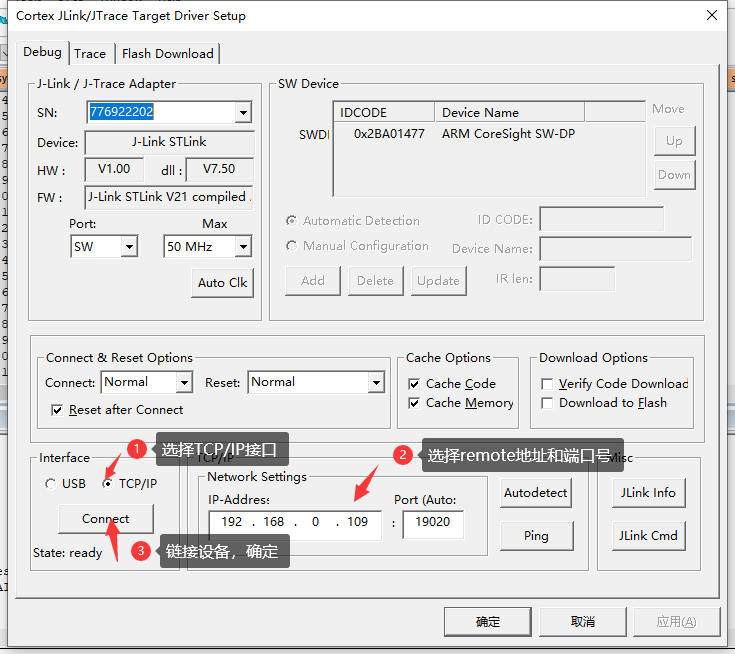 Cortex JLink/JTrace Target Driver Setup
Debug Trace Flash Download
J-Link / J-Trace Adapter
SN: 776922202
Device: J-Link STLink
HW : V1.00 dll : V7.50
FW : J-Link STLink V21 compiled
Port: Max
SW 50 MHz
Auto Clk
SW Device
IDCODE Device Name
SWDI 0x2BA01477 ARM CoreSight SW-DP
Move
Up
Down
Automatic Detection ID CODE:
Manual Configuration Device Name:
Add Delete Update IR len:
Connect & Reset Options
Connect: Normal Reset: Normal
Reset after Connect
Cache Options
Cache Code
Cache Memory
Download Options
Verify Code Download
Download to Flash
Interface
1 选择TCP/IP接口
USB TCP/IP
Connect
State: ready
3 链接设备，确定
TCP/IP
2 选择remote地址和端口号
Network Settings
IP-Address Port (Auto:
192 . 168 . 0 . 109 : 19020
Autodetect
Ping
Misc
JLink Info
JLink Cmd
确定 取消 应用(A)